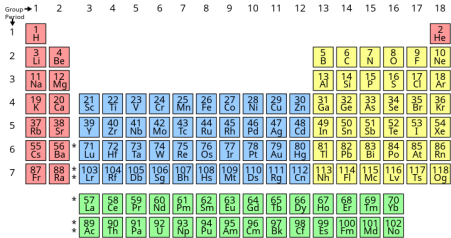 Group 1 2 3 4 5 6 7 8 9 10 11 12 13 14 15 16 17 18
Period
1 1 H 2 He
2 3 Li 4 Be 5 B 6 C 7 N 8 O 9 F 10 Ne
3 11 Na 12 Mg 13 Al 14 Si 15 P 16 S 17 Cl 18 Ar
4 19 K 20 Ca 21 Sc 22 Ti 23 V 24 Cr 25 Mn 26 Fe 27 Co 28 Ni 29 Cu 30 Zn 31 Ga 32 Ge 33 As 34 Se 35 Br 36 Kr
5 37 Rb 38 Sr 39 Y 40 Zr 41 Nb 42 Mo 43 Tc 44 Ru 45 Rh 46 Pd 47 Ag 48 Cd 49 In 50 Sn 51 Sb 52 Te 53 I 54 Xe
6 55 Cs 56 Ba * 71 Lu 72 Hf 73 Ta 74 W 75 Re 76 Os 77 Ir 78 Pt 79 Au 80 Hg 81 Tl 82 Pb 83 Bi 84 Po 85 At 86 Rn
7 87 Fr 88 Ra ** 103 Lr 104 Rf 105 Db 106 Sg 107 Bh 108 Hs 109 Mt 110 Ds 111 Rg 112 Cn 113 Nh 114 Fl 115 Mc 116 Lv 117 Ts 118 Og
* 57 La 58 Ce 59 Pr 60 Nd 61 Pm 62 Sm 63 Eu 64 Gd 65 Tb 66 Dy 67 Ho 68 Er 69 Tm 70 Yb
** 89 Ac 90 Th 91 Pa 92 U 93 Np 94 Pu 95 Am 96 Cm 97 Bk 98 Cf 99 Es 100 Fm 101 Md 102 No